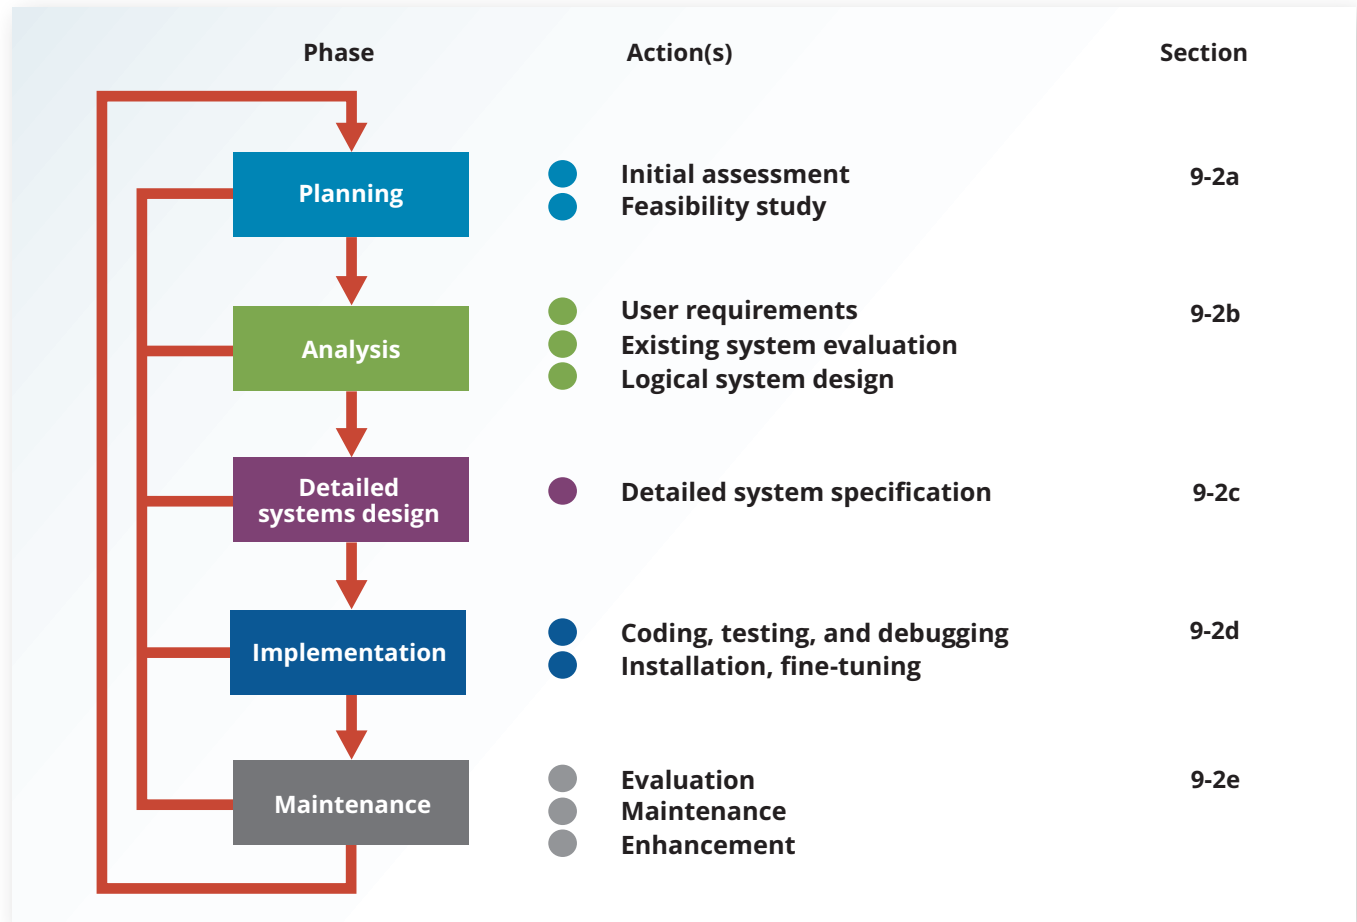 Phase Action(s) Section
Planning
Initial assessment
Feasibility study
9-2a
Analysis
User requirements
Existing system evaluation
Logical system design
9-2b
Detailed
systems design
Detailed system specification
9-2c
Implementation
Coding, testing, and debugging
Installation, fine-tuning
9-2d
Maintenance
Evaluation
Maintenance
Enhancement
9-2e